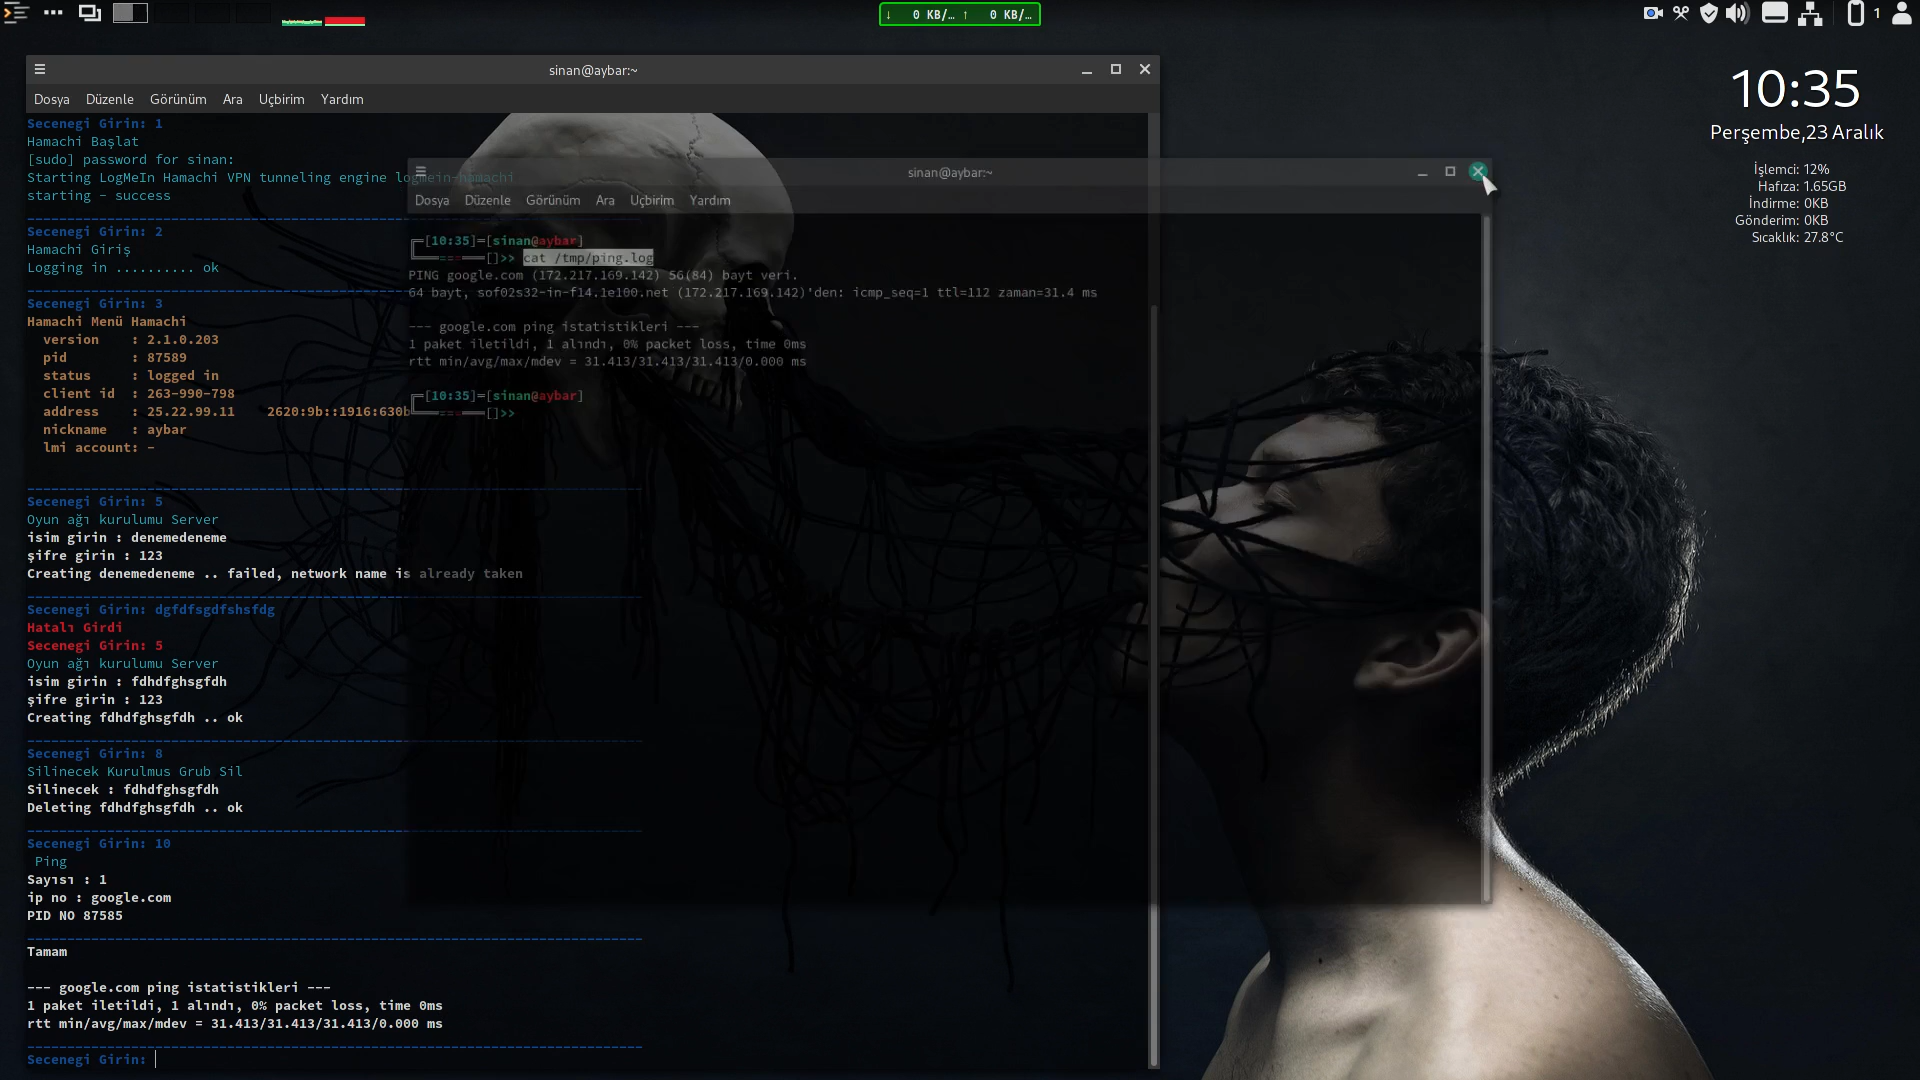 ↓ 0 KB/... ↑ 0 KB/...
1
sinan@aybar:~
Dosya Düzenle Görünüm Ara Uçbirim Yardım
Secenegi Girin: 1
Hamachi Başlat
[sudo] password for sinan:
Starting LogMeIn Hamachi VPN tunneling engine logmein-hamachi
starting - success
Secenegi Girin: 2
Hamachi Giriş
Logging in .......... ok
Secenegi Girin: 3
Hamachi Menü Hamachi
version : 2.1.0.203
pid : 87589
status : logged in
client id : 263-990-798
address : 25.22.99.11 2620:9b::1916:630b
nickname : aybar
lmi account: -
Secenegi Girin: 5
Oyun ağı kurulumu Server
isim girin : denemedeneme
şifre girin : 123
Creating denemedeneme .. failed, network name is already taken
Secenegi Girin: dgfdfsgdfshsfdg
Hatalı Girdi
Secenegi Girin: 5
Oyun ağı kurulumu Server
isim girin : fdhdfghsgfdh
şifre girin : 123
Creating fdhdfghsgfdh .. ok
Secenegi Girin: 8
Silinecek Kurulmus Grub Sil
Silinecek : fdhdfghsgfdh
Deleting fdhdfghsgfdh .. ok
Secenegi Girin: 10
Ping
Sayısı : 1
ip no : google.com
PID NO 87585
Tamam
--- google.com ping istatistikleri ---
1 paket iletildi, 1 alındı, 0% packet loss, time 0ms
rtt min/avg/max/mdev = 31.413/31.413/31.413/0.000 ms
Secenegi Girin:
sinan@aybar:~
Dosya Düzenle Görünüm Ara Uçbirim Yardım
╔═[10:35]=[sinan@aybar]
╚══===═══[]>> cat /tmp/ping.log
PING google.com (172.217.169.142) 56(84) bayt veri.
64 bayt, sof02s32-in-f14.1e100.net (172.217.169.142)'den: icmp_seq=1 ttl=112 zaman=31.4 ms
--- google.com ping istatistikleri ---
1 paket iletildi, 1 alındı, 0% packet loss, time 0ms
rtt min/avg/max/mdev = 31.413/31.413/31.413/0.000 ms
╔═[10:35]=[sinan@aybar]
╚══===═══[]>>
10:35
Perşembe,23 Aralık
İşlemci: 12%
Hafıza: 1.65GB
İndirme: 0KB
Gönderim: 0KB
Sıcaklık: 27.8°C